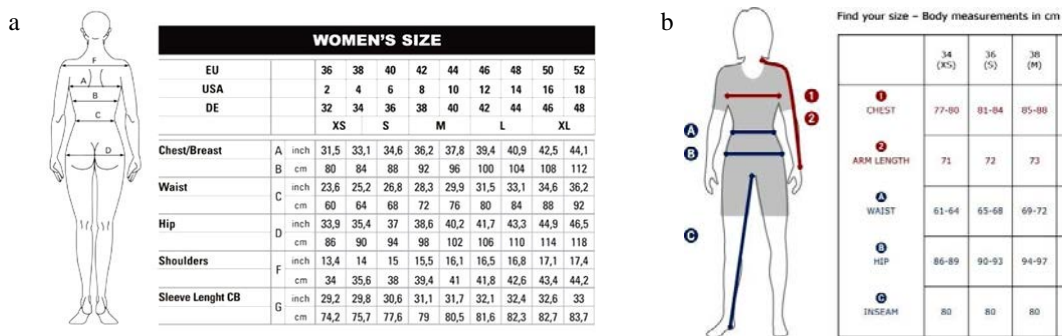 a
F
A
B
C
D
WOMEN'S SIZE
EU 36 38 40 42 44 46 48 50 52
USA 2 4 6 8 10 12 14 16 18
DE 32 34 36 38 40 42 44 46 48
XS S M L XL
Chest/Breast A inch 31,5 33,1 34,6 36,2 37,8 39,4 40,9 42,5 44,1
B cm 80 84 88 92 96 100 104 108 112
Waist C inch 23,6 25,2 26,8 28,3 29,9 31,5 33,1 34,6 36,2
cm 60 64 68 72 76 80 84 88 92
Hip D inch 33,9 35,4 37 38,6 40,2 41,7 43,3 44,9 46,5
cm 86 90 94 98 102 106 110 114 118
Shoulders F inch 13,4 14 15 15,5 16,1 16,5 16,8 17,1 17,4
cm 34 35,6 38 39,4 41 41,8 42,6 43,4 44,2
Sleeve Lenght CB G inch 29,2 29,8 30,6 31,1 31,7 32,1 32,4 32,6 33
cm 74,2 75,7 77,6 79 80,5 81,6 82,3 82,7 83,7
b
1
2
A
B
C
Find your size – Body measurements in cm
34 36 38
(XS) (S) (M)
1
CHEST 77-80 81-84 85-88
2
ARM LENGTH 71 72 73
A
WAIST 61-64 65-68 69-72
B
HIP 86-89 90-93 94-97
C
INSEAM 80 80 80